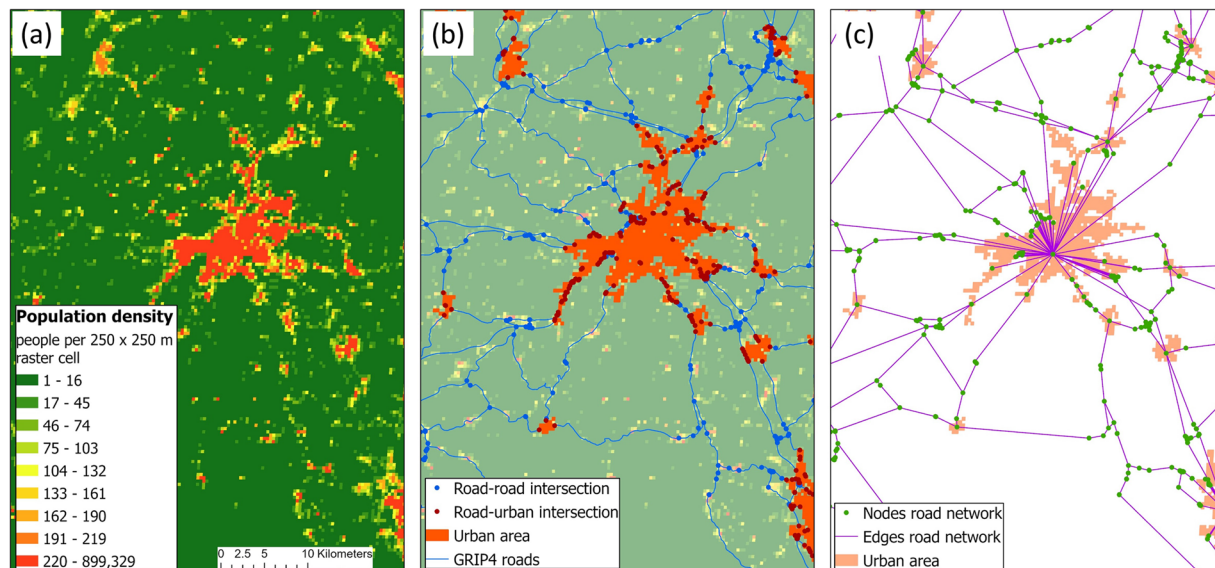 (a)
Population density
people per 250 x 250 m
raster cell
1 - 16
17 - 45
46 - 74
75 - 103
104 - 132
133 - 161
162 - 190
191 - 219
220 - 899,329
0 2.5 5 10 Kilometers
(b)
Road-road intersection
Road-urban intersection
Urban area
GRIP4 roads
(c)
Nodes road network
Edges road network
Urban area